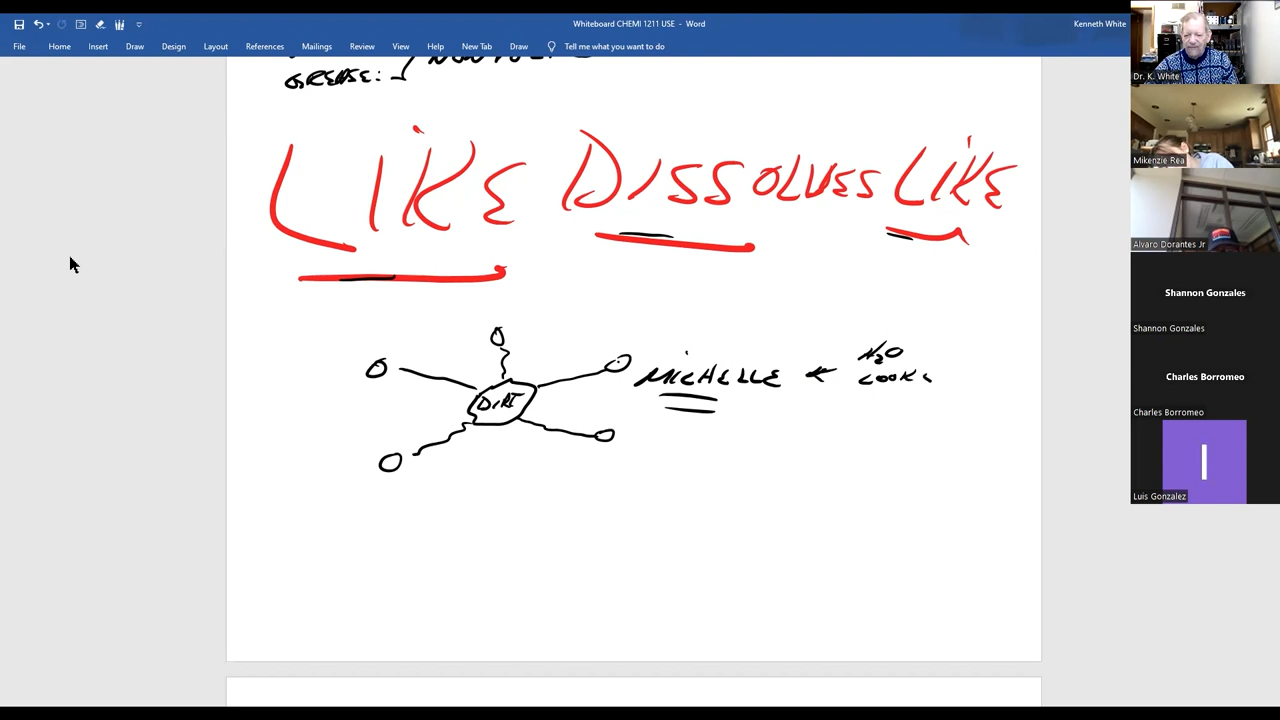 Whiteboard CHEMI 1211 USE - Word
Kenneth White
File Home Insert Draw Design Layout References Mailings Review View Help New Tab Draw Tell me what you want to do
GREASE:
LIKE DISSOLVES LIKE
DIRT
MICHELLE
H2O
LOOKS
Dr. K. White
Mikenzie Rea
Alvaro Dorantes Jr
Shannon Gonzales
Shannon Gonzales
Charles Borromeo
Charles Borromeo
I
Luis Gonzalez